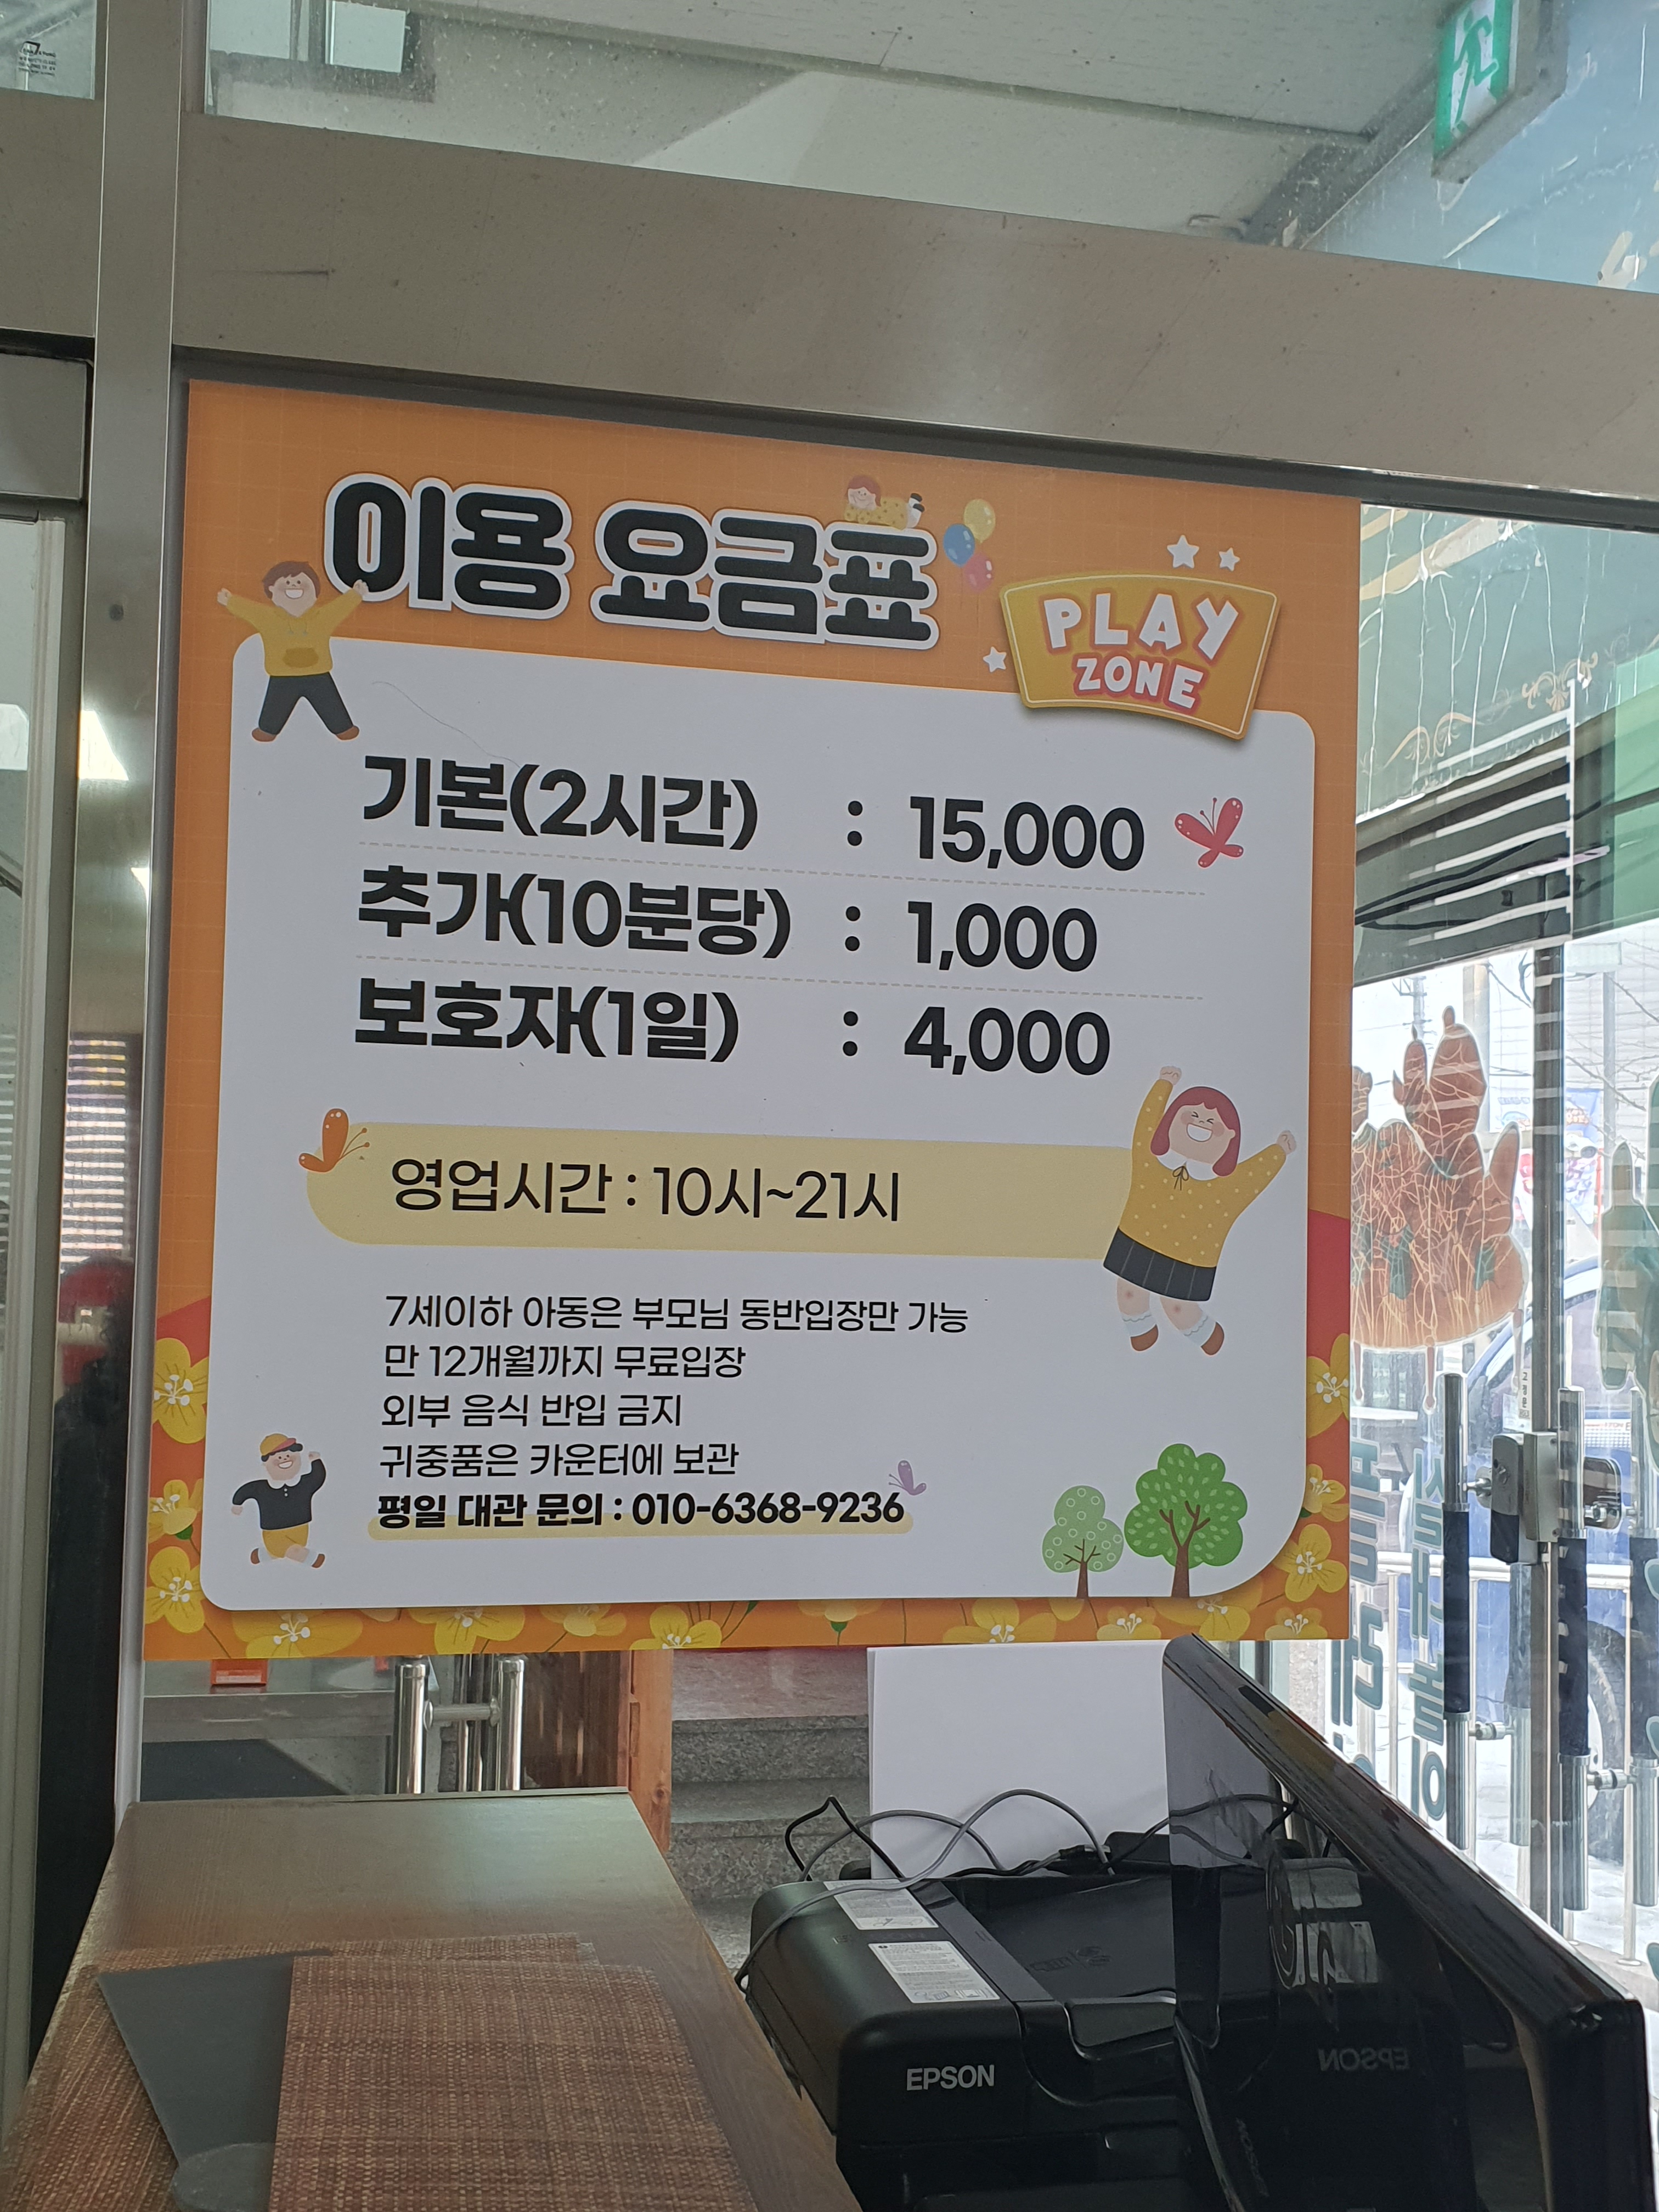 이용 요금표
PLAY
ZONE
기본(2시간) : 15,000
추가(10분당) : 1,000
보호자(1일) : 4,000
영업시간 : 10시~21시
7세이하 아동은 부모님 동반입장만 가능
만 12개월까지 무료입장
외부 음식 반입 금지
귀중품은 카운터에 보관
평일 대관 문의 : 010-6368-9236
EPSON